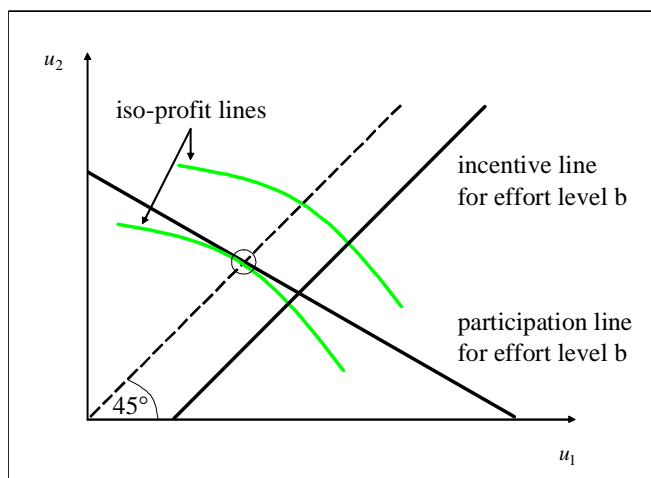 u₂
iso-profit lines
incentive line
for effort level b
participation line
for effort level b
45°
u₁